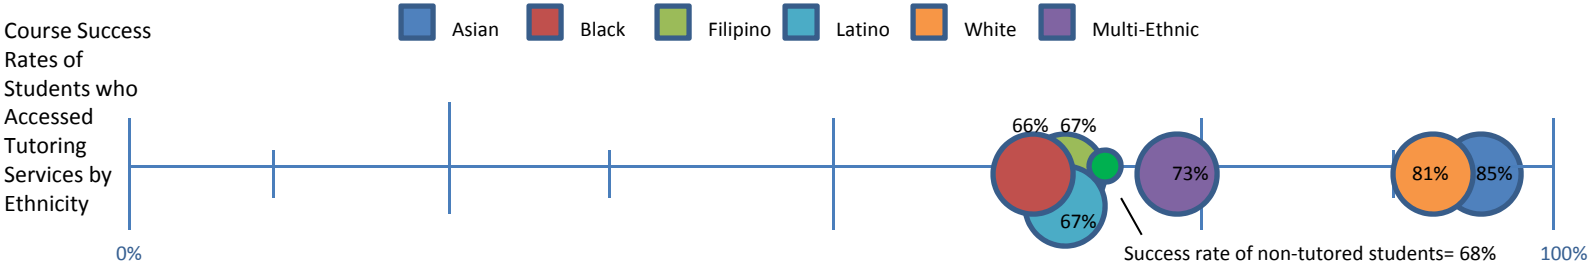 Course Success
Rates of
Students who
Accessed
Tutoring
Services by
Ethnicity
Asian Black Filipino Latino White Multi-Ethnic
66% 67%
73% 81% 85%
67%
Success rate of non-tutored students= 68%
0% 100%